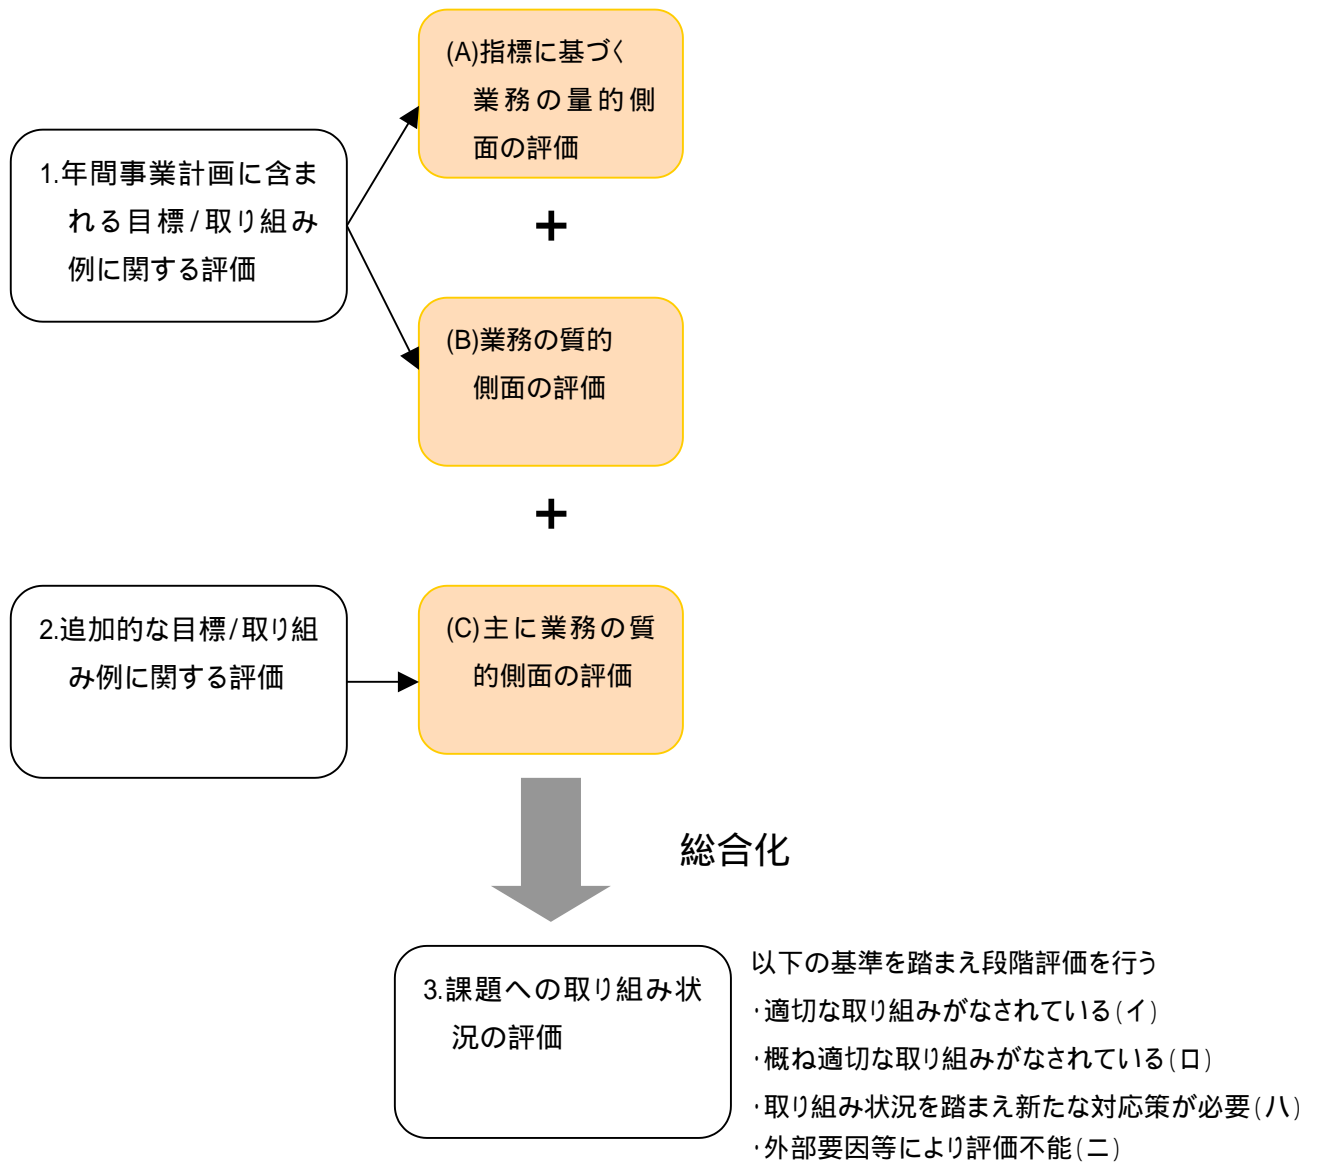 (A)指標に基づく
業務の量的側
面の評価
1.年間事業計画に含ま
れる目標/取り組み
例に関する評価
+
(B)業務の質的
側面の評価
+
2.追加的な目標/取り組
み例に関する評価
(C)主に業務の質
的側面の評価
総合化
3.課題への取り組み状
況の評価
以下の基準を踏まえ段階評価を行う
・適切な取り組みがなされている(イ)
・概ね適切な取り組みがなされている(ロ)
・取り組み状況を踏まえ新たな対応策が必要(ハ)
・外部要因等により評価不能(ニ)